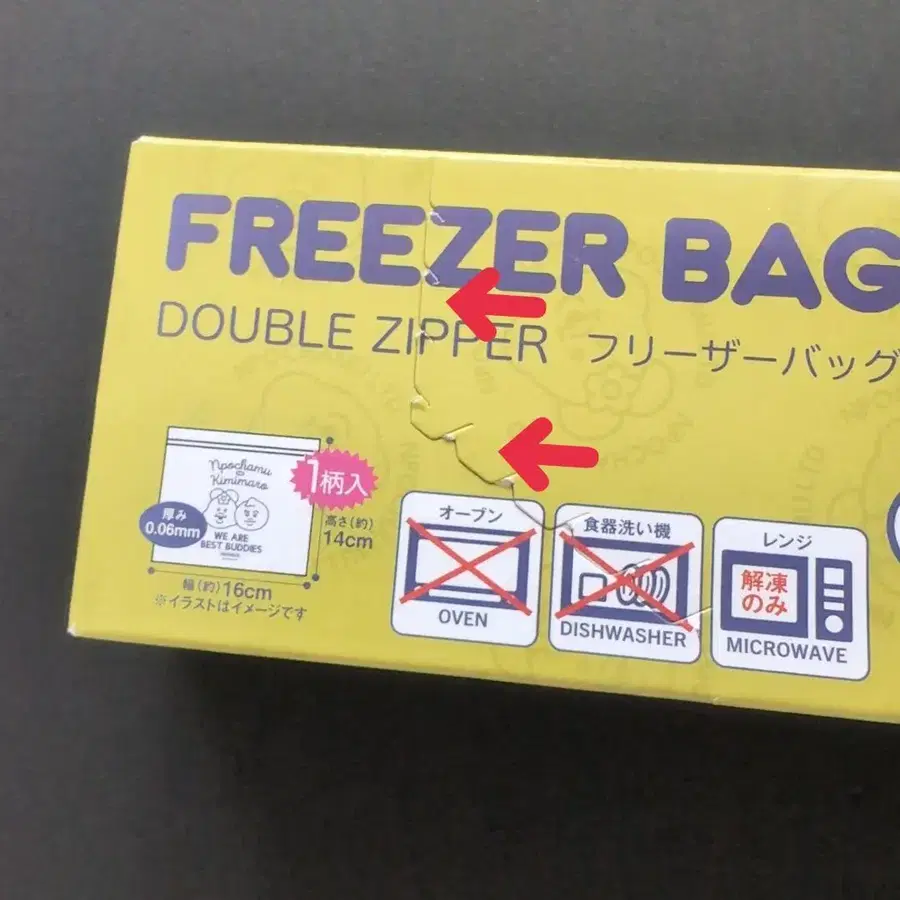 FREEZER BAG
DOUBLE ZIPPER フリーザーバッグ
Npochamu
Kimimaro
WE ARE
BEST BUDDIES
1柄入
厚み
0.06mm
高さ(約)
14cm
幅(約)16cm
※イラストはイメージです
オーブン
OVEN
食器洗い機
DISHWASHER
レンジ
解凍
のみ
MICROWAVE